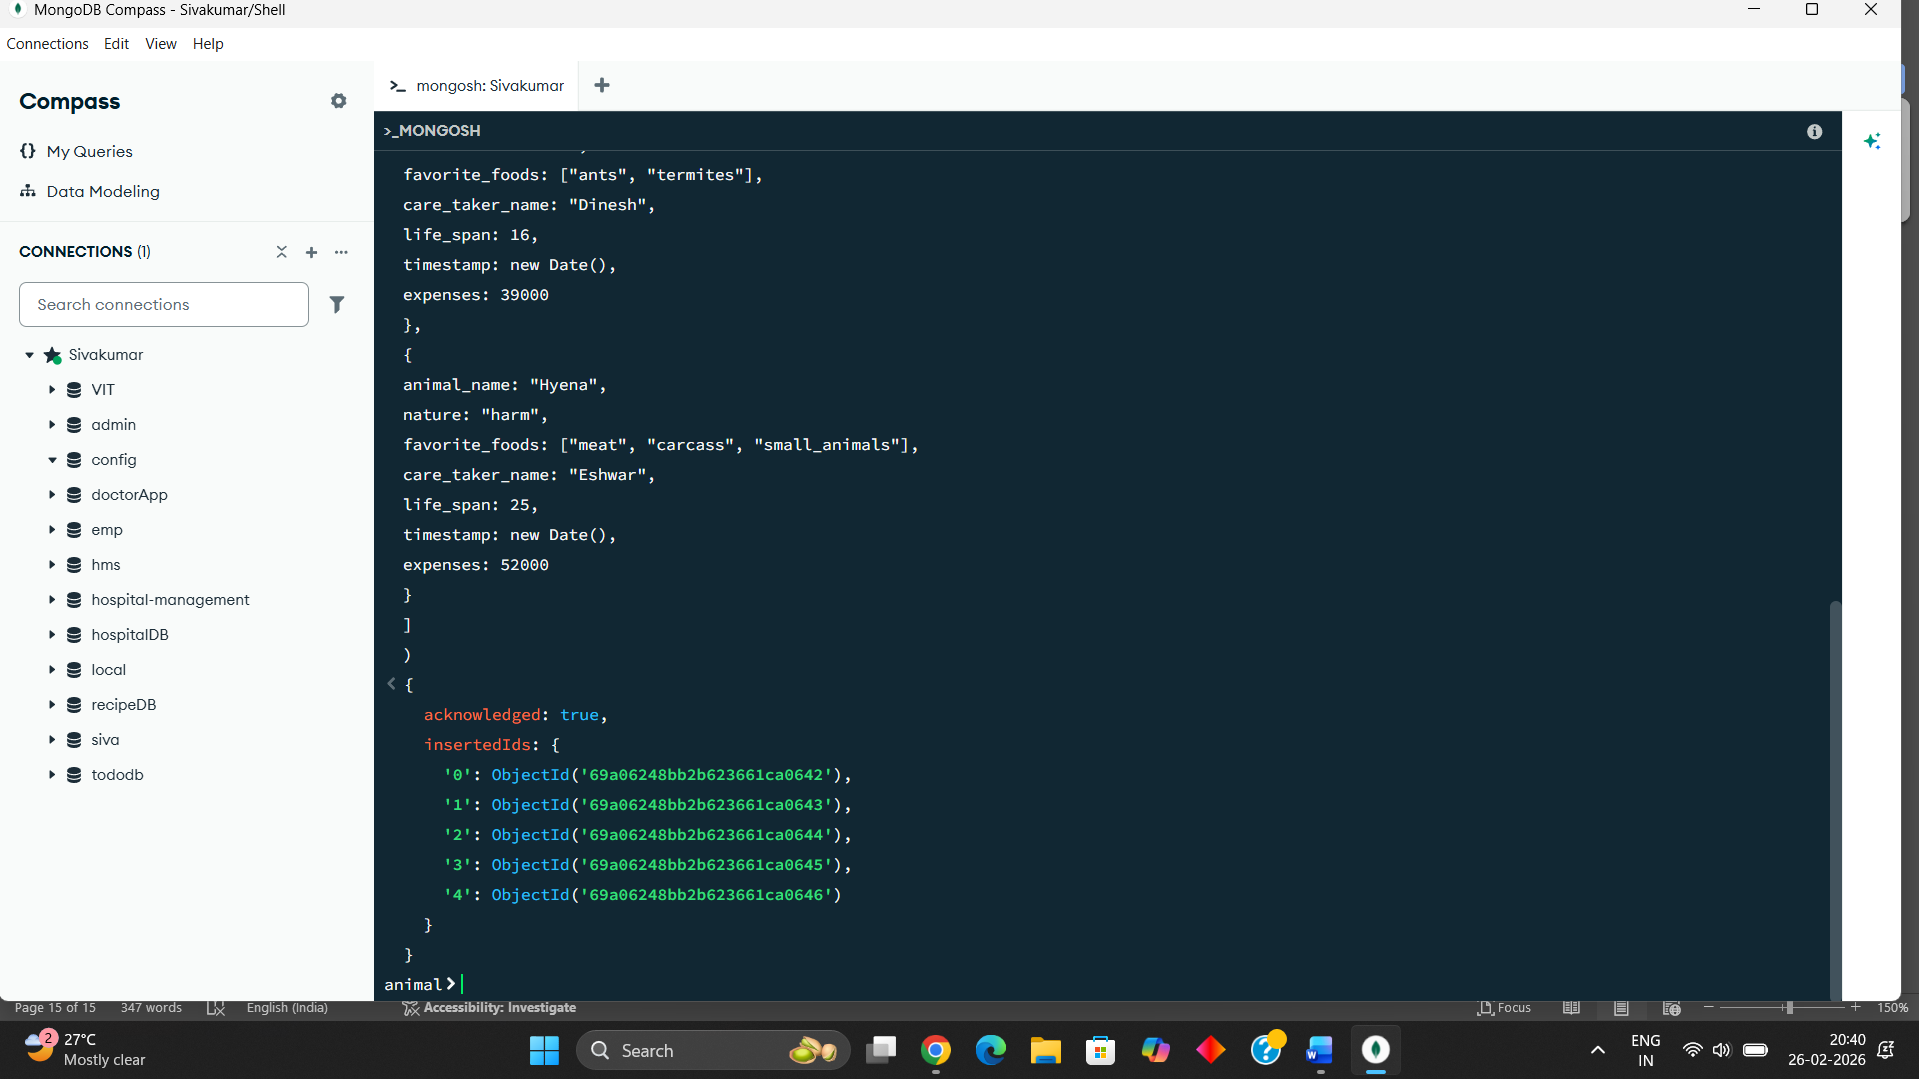 MongoDB Compass - Sivakumar/Shell
Connections Edit View Help
Compass
My Queries
Data Modeling
CONNECTIONS (1)
Search connections
Sivakumar
VIT
admin
config
doctorApp
emp
hms
hospital-management
hospitalDB
local
recipeDB
siva
tododb
>_ mongosh: Sivakumar
>_MONGOSH
favorite_foods: ["ants", "termites"],
care_taker_name: "Dinesh",
life_span: 16,
timestamp: new Date(),
expenses: 39000
},
{
animal_name: "Hyena",
nature: "harm",
favorite_foods: ["meat", "carcass", "small_animals"],
care_taker_name: "Eshwar",
life_span: 25,
timestamp: new Date(),
expenses: 52000
}
]
)
< {
acknowledged: true,
insertedIds: {
'0': ObjectId('69a06248bb2b623661ca0642'),
'1': ObjectId('69a06248bb2b623661ca0643'),
'2': ObjectId('69a06248bb2b623661ca0644'),
'3': ObjectId('69a06248bb2b623661ca0645'),
'4': ObjectId('69a06248bb2b623661ca0646')
}
}
animal>
Page 15 of 15 347 words English (India) Accessibility: Investigate Focus 150%
2 27°C
Mostly clear
Search
ENG
IN
20:40
26-02-2026